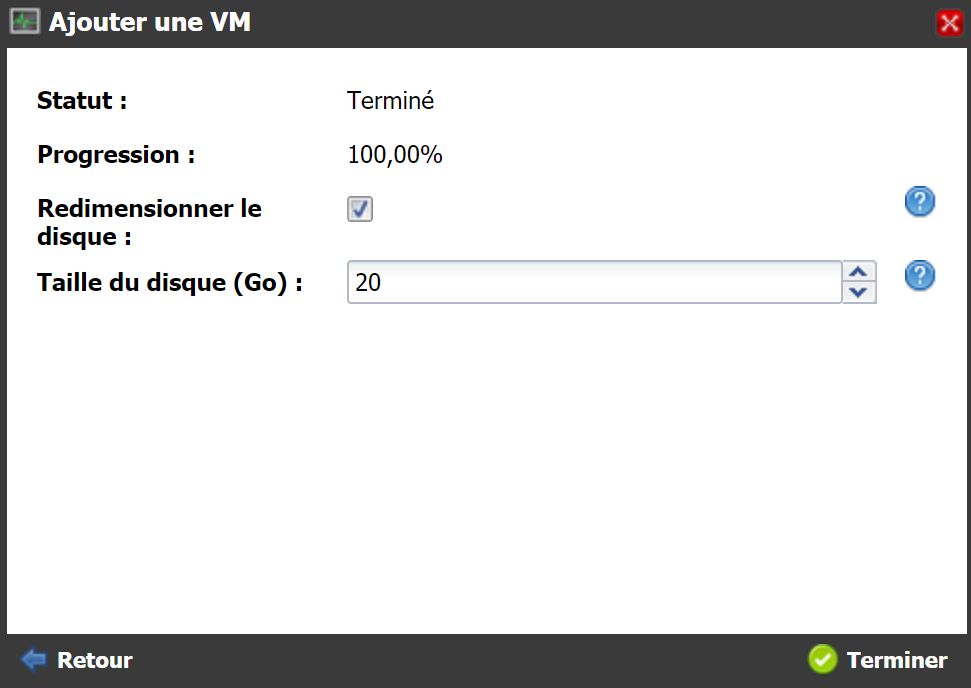 Ajouter une VM
Statut : Terminé
Progression : 100,00%
Redimensionner le
disque :
Taille du disque (Go) : 20
Retour Terminer